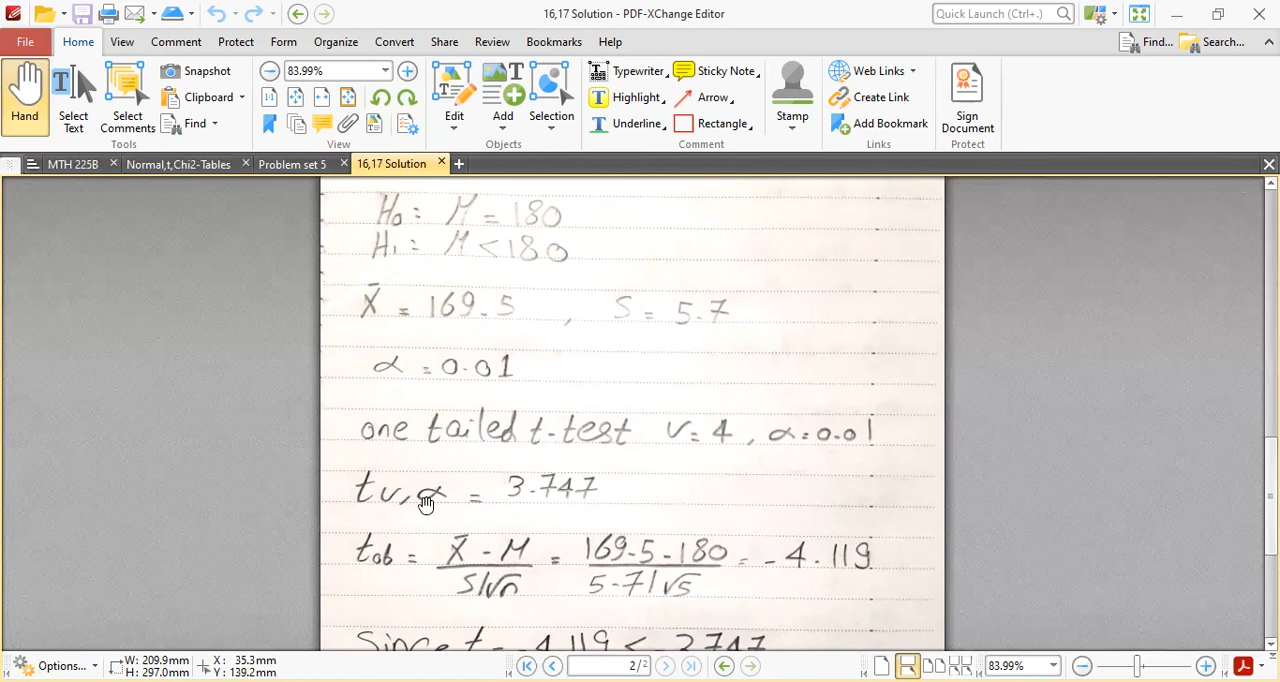 16,17 Solution - PDF-XChange Editor
Quick Launch (Ctrl+.)
File Home View Comment Protect Form Organize Convert Share Review Bookmarks Help
Find... Search...
Hand
Select Text
Select Comments
Snapshot
Clipboard
Find
Tools
83.99%
View
Edit
Add
Selection
Objects
Typewriter
Highlight
Underline
Sticky Note
Arrow
Rectangle
Stamp
Comment
Web Links
Create Link
Add Bookmark
Links
Sign Document
Protect
MTH 225B Normal,t,Chi2-Tables Problem set 5 16,17 Solution
H₀: M = 180
H₁: M < 180
X̄ = 169.5 , S = 5.7
α = 0.01
one tailed t-test v=4, α=0.01
tv,α = 3.747
tob = X̄ - M / S/√n = 169.5-180 / 5.7/√5 = -4.119
Since t = -4.119 <
Options...
W: 209.9mm
H: 297.0mm
X: 35.3mm
Y: 139.2mm
2/2
83.99%